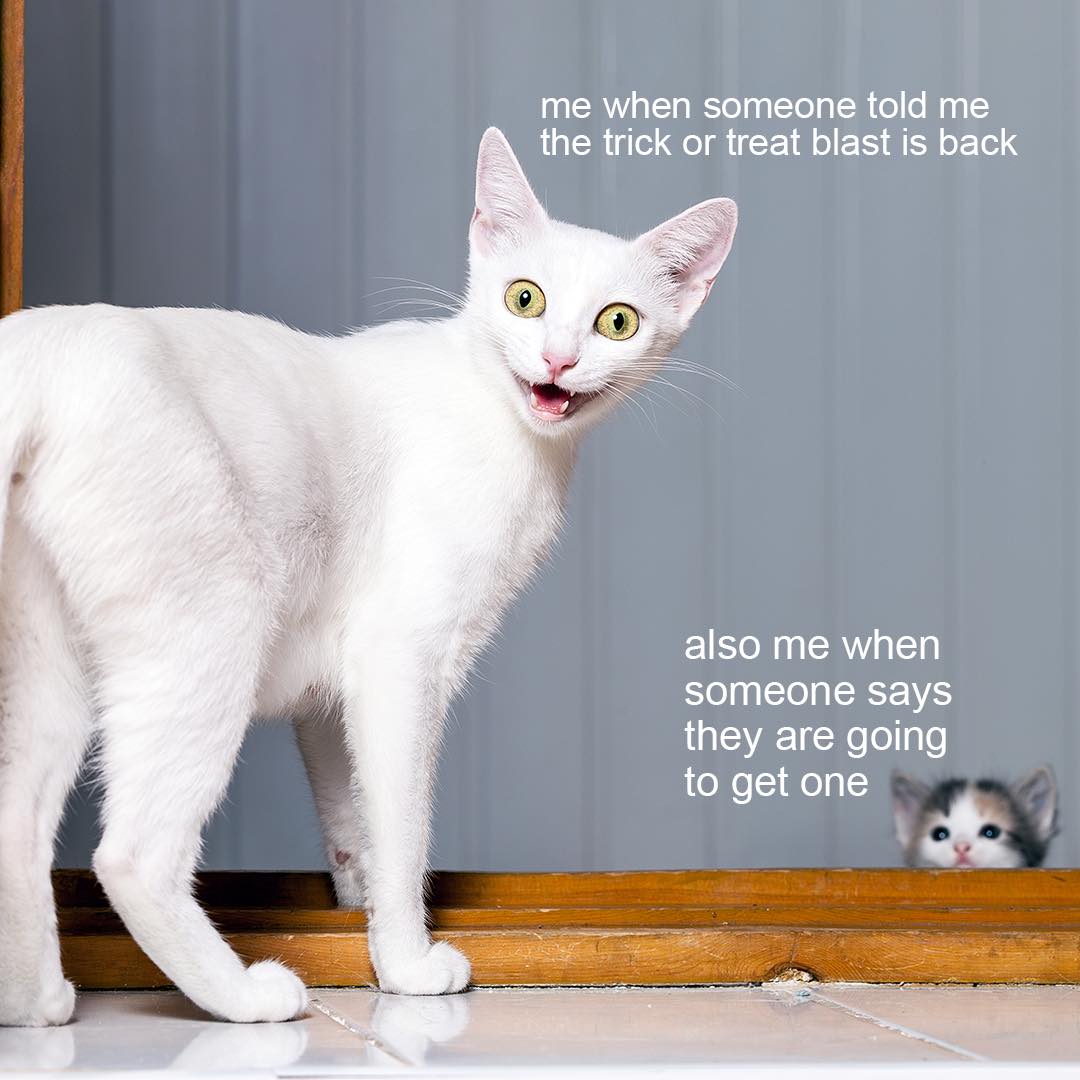 me when someone told me
the trick or treat blast is back
also me when
someone says
they are going
to get one